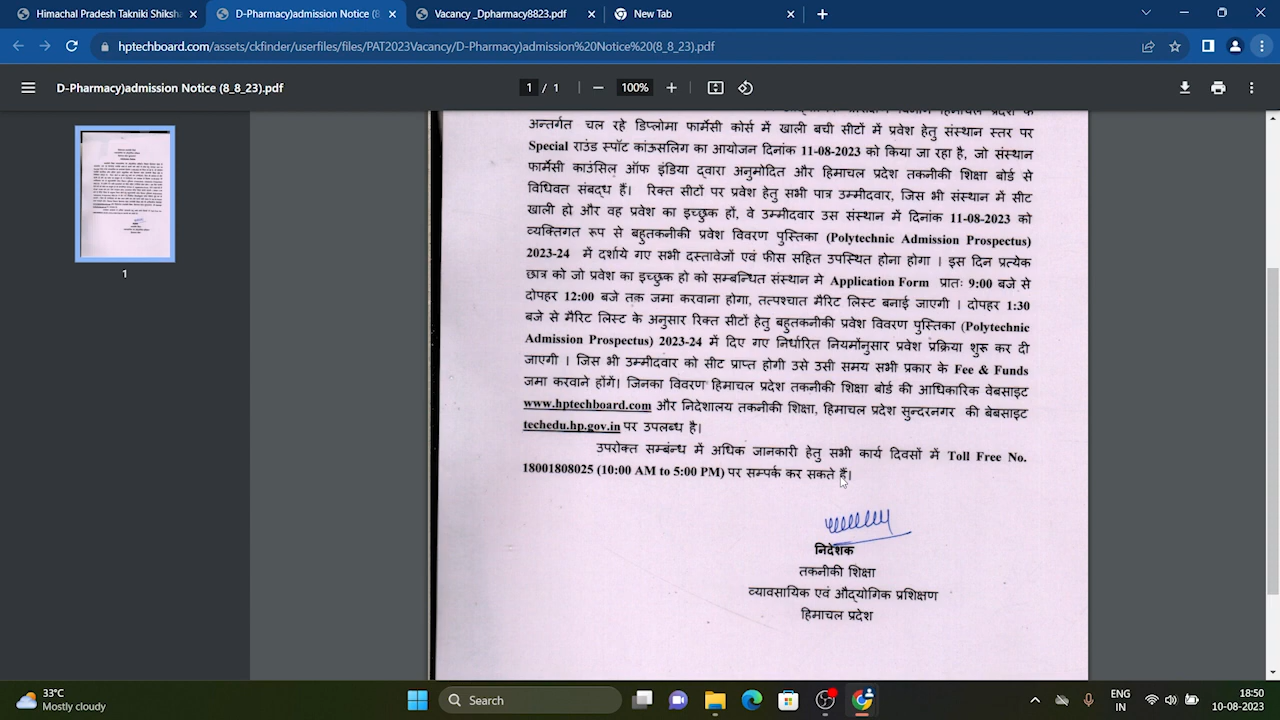 Himachal Pradesh Takniki Shiksha
D-Pharmacy)admission Notice (8
Vacancy _Dpharmacy8823.pdf
New Tab
hptechboard.com/assets/ckfinder/userfiles/files/PAT2023Vacancy/D-Pharmacy)admission%20Notice%20(8_8_23).pdf
D-Pharmacy)admission Notice (8_8_23).pdf
1 / 1
100%
1
अन्तर्गत चल रहे डिप्लोमा फार्मेसी कोर्स में खाली बची सीटों में प्रवेश हेतु संस्थान स्तर पर
Special राउंड स्पॉट कांऊसलिग का आयोजन दिनांक 11-08-2023 को किया जा रहा है, जो संस्थान
फार्मेसी काउंसिल् ऑफ इंडिया द्वारा अनुमोदित और हिमाचल प्रदेश तकनीकी शिक्षा बोर्ड से
विधिवत संबद्ध हैं। रिक्त सीटों पर प्रवेश हेतु सभी पात्र उम्मीदवार, जिस भी संस्थान में सीट
खाली हो और वह प्रवेश का इच्छुक हो, वे उम्मीदवार उस संस्थान में दिनांक 11-08-2023 को
व्यक्तिगत रूप से बहुतकनीकी प्रवेश विवरण पुस्तिका (Polytechnic Admission Prospectus)
2023-24 में दर्शाये गए सभी दस्तावेजों एवं फीस सहित उपस्थित होना होगा । इस दिन प्रत्येक
छात्र को जो प्रवेश का इच्छुक हो को सम्बन्धित संस्थान मे Application Form प्रातः 9:00 बजे से
दोपहर 12:00 बजे तक जमा करवाना होगा, तत्पश्चात मैरिट लिस्ट बनाई जाएगी । दोपहर 1:30
बजे से मैरिट लिस्ट के अनुसार रिक्त सीटों हेतु बहुतकनीकी प्रवेश विवरण पुस्तिका (Polytechnic
Admission Prospectus) 2023-24 में दिए गए निर्धारित नियमोंनुसार प्रवेश प्रक्रिया शुरू कर दी
जाएगी । जिस भी उम्मीदवार को सीट प्राप्त होगी उसे उसी समय सभी प्रकार के Fee & Funds
जमा करवाने होंगें। जिनका विवरण हिमाचल प्रदेश तकनीकी शिक्षा बोर्ड की आधिकारिक वेबसाइट
www.hptechboard.com और निदेशालय तकनीकी शिक्षा, हिमाचल प्रदेश सुन्दरनगर की बेबसाइट
techedu.hp.gov.in पर उपलब्ध है।
उपरोक्त सम्बंन्ध में अधिक जानकारी हेतु सभी कार्य दिवसों में Toll Free No.
18001808025 (10:00 AM to 5:00 PM) पर सम्पर्क कर सकते हैं।
निदेशक
तकनीकी शिक्षा
व्यावसायिक एवं औद्योगिक प्रशिक्षण
हिमाचल प्रदेश
33°C
Mostly cloudy
Search
ENG
IN
18:50
10-08-2023